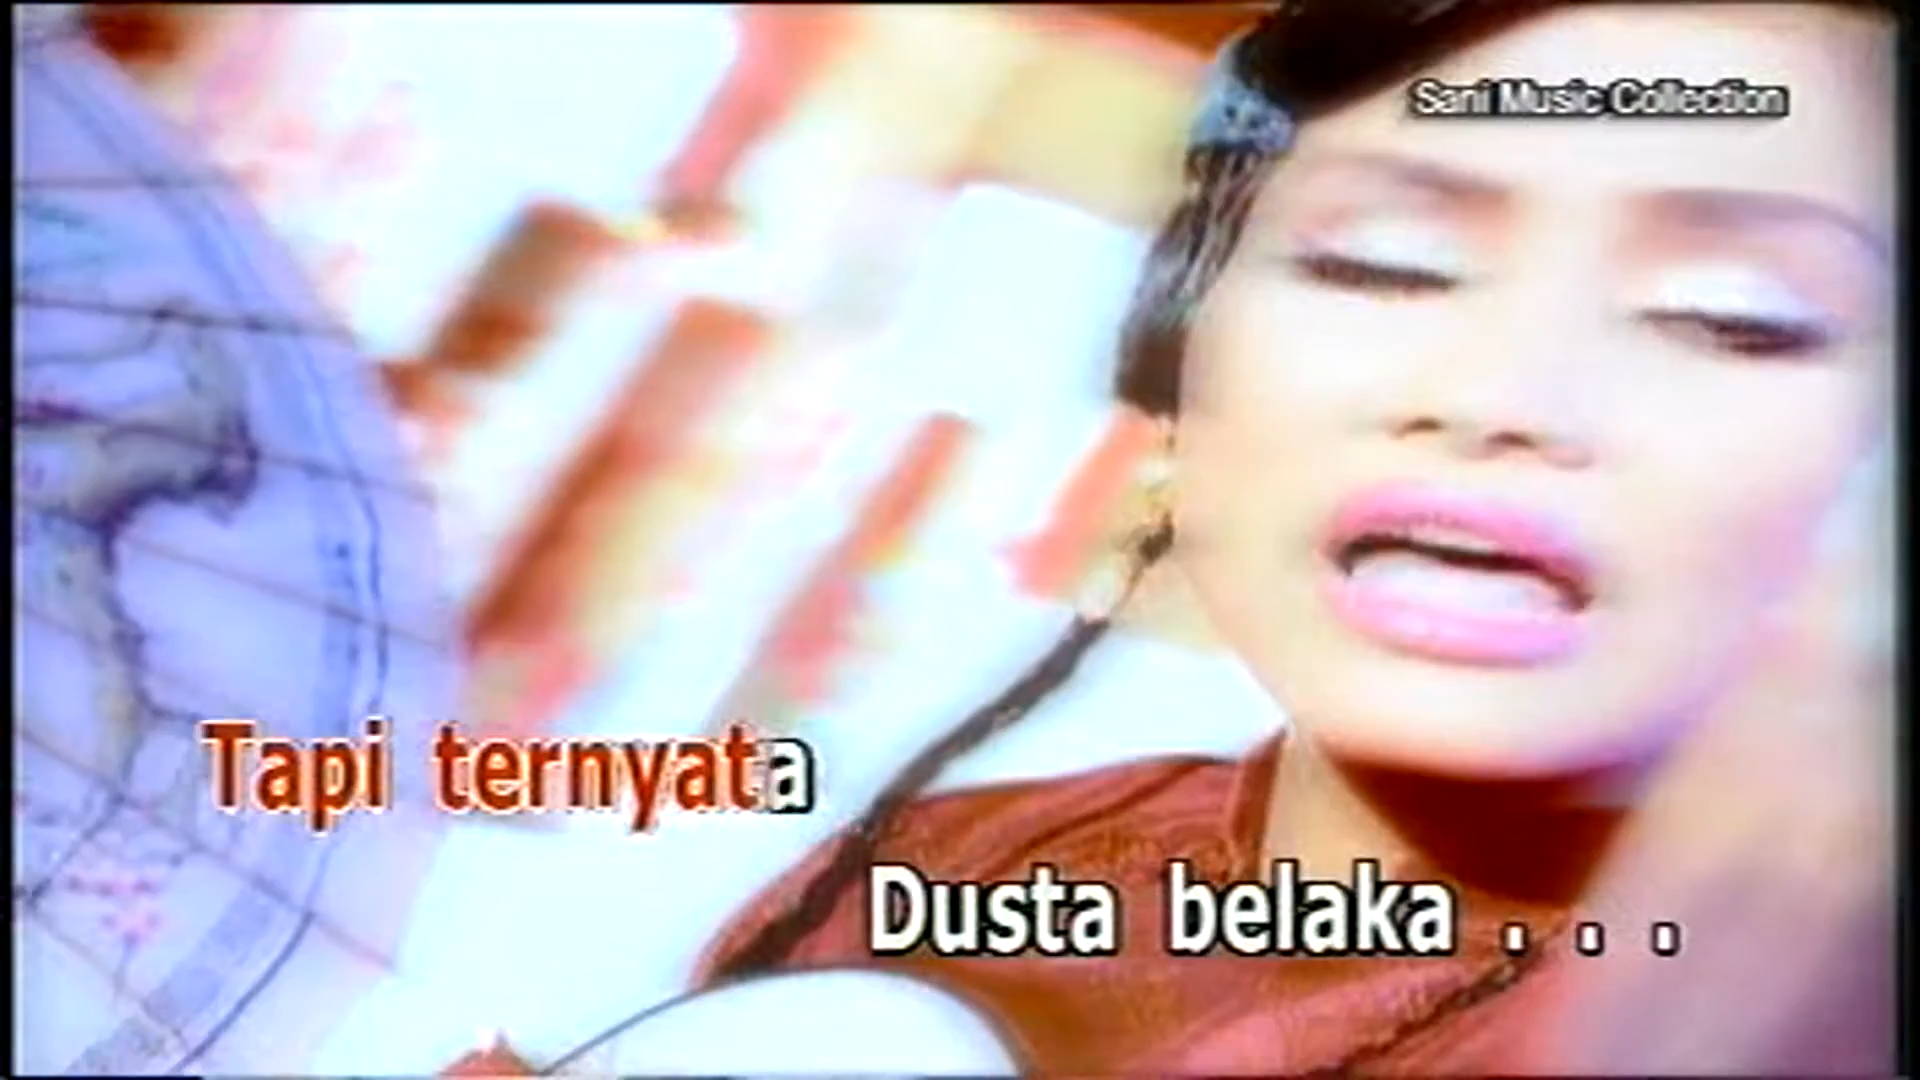 Sani Music Collection
Tapi ternyata
Dusta belaka . . .